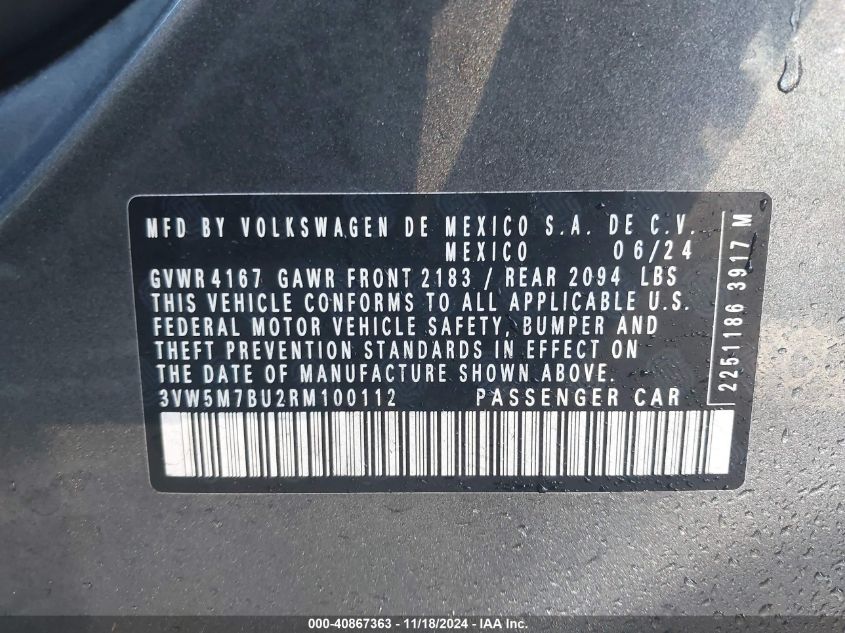 MFD BY VOLKSWAGEN DE MEXICO S.A. DE C.V.
MEXICO 06/24
GVWR 4167 GAWR FRONT 2183 / REAR 2094 LBS
THIS VEHICLE CONFORMS TO ALL APPLICABLE U.S.
FEDERAL MOTOR VEHICLE SAFETY, BUMPER AND
THEFT PREVENTION STANDARDS IN EFFECT ON
THE DATE OF MANUFACTURE SHOWN ABOVE.
3VW5M7BU2RM100112 PASSENGER CAR
2251186 3917 M
000-40867363 - 11/18/2024 - IAA Inc.